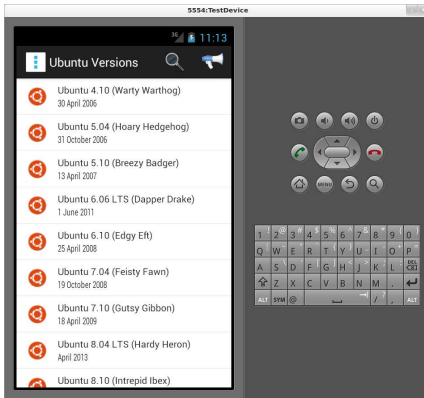 5554:TestDevice
3G 11:13
Ubuntu Versions
Ubuntu 4.10 (Warty Warthog)
30 April 2006
Ubuntu 5.04 (Hoary Hedgehog)
31 October 2006
Ubuntu 5.10 (Breezy Badger)
13 April 2007
Ubuntu 6.06 LTS (Dapper Drake)
1 June 2011
Ubuntu 6.10 (Edgy Eft)
25 April 2008
Ubuntu 7.04 (Feisty Fawn)
19 October 2008
Ubuntu 7.10 (Gutsy Gibbon)
18 April 2009
Ubuntu 8.04 LTS (Hardy Heron)
April 2013
Ubuntu 8.10 (Intrepid Ibex)
MENU
1 ! 2 @ 3 # 4 $ 5 % 6 ^ 7 & 8 * 9 ( 0 )
Q W E R T Y U I O P
A S D F G H J K L DEL
Z X C V B N M .
ALT SYM @ / ? , ALT